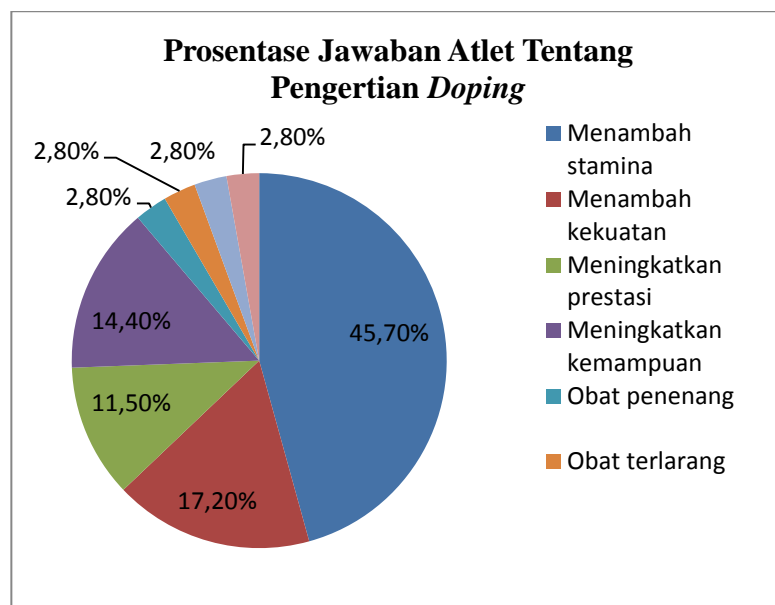 Prosentase Jawaban Atlet Tentang
Pengertian Doping
2,80%
2,80%
2,80%
2,80%
45,70%
14,40%
11,50%
17,20%
Menambah
stamina
Menambah
kekuatan
Meningkatkan
prestasi
Meningkatkan
kemampuan
Obat penenang
Obat terlarang